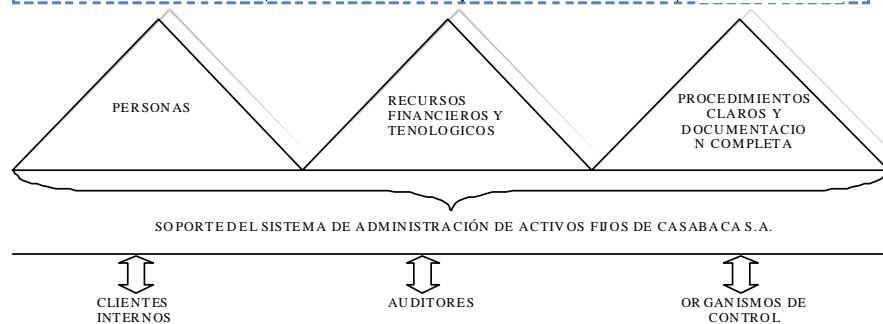 PERSONAS
RECURSOS
FINANCIEROS Y
TENOLOGICOS
PROCEDIMIENTOS
CLAROS Y
DOCUMENTACIO
N COMPLETA
SOPORTE DEL SISTEMA DE ADMINISTRACIÓN DE ACTIVOS FIJOS DE CASABACA S.A.
CLIENTES
INTERNOS
AUDITORES
ORGANISMOS DE
CONTROL